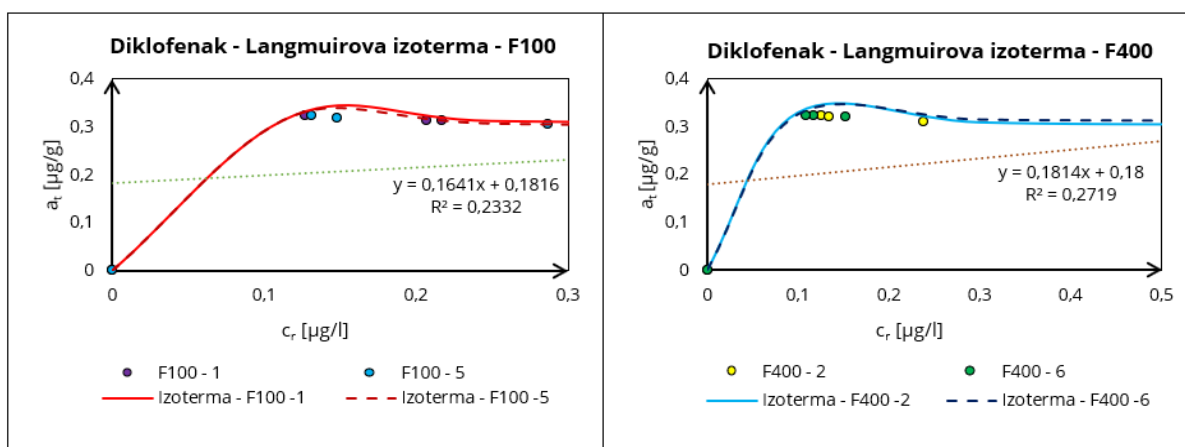 Diklofenak - Langmuirova izoterma - F100
aₜ [µg/g]
0,4
0,3
0,2
0,1
0
y = 0,1641x + 0,1816
R² = 0,2332
0
0,1
0,2
0,3
cᵣ [µg/l]
F100 - 1
F100 - 5
Izoterma - F100 -1
Izoterma - F100 -5
Diklofenak - Langmuirova izoterma - F400
aₜ [µg/g]
0,4
0,3
0,2
0,1
0
y = 0,1814x + 0,18
R² = 0,2719
0
0,1
0,2
0,3
0,4
0,5
cᵣ [µg/l]
F400 - 2
F400 - 6
Izoterma - F400 -2
Izoterma - F400 -6